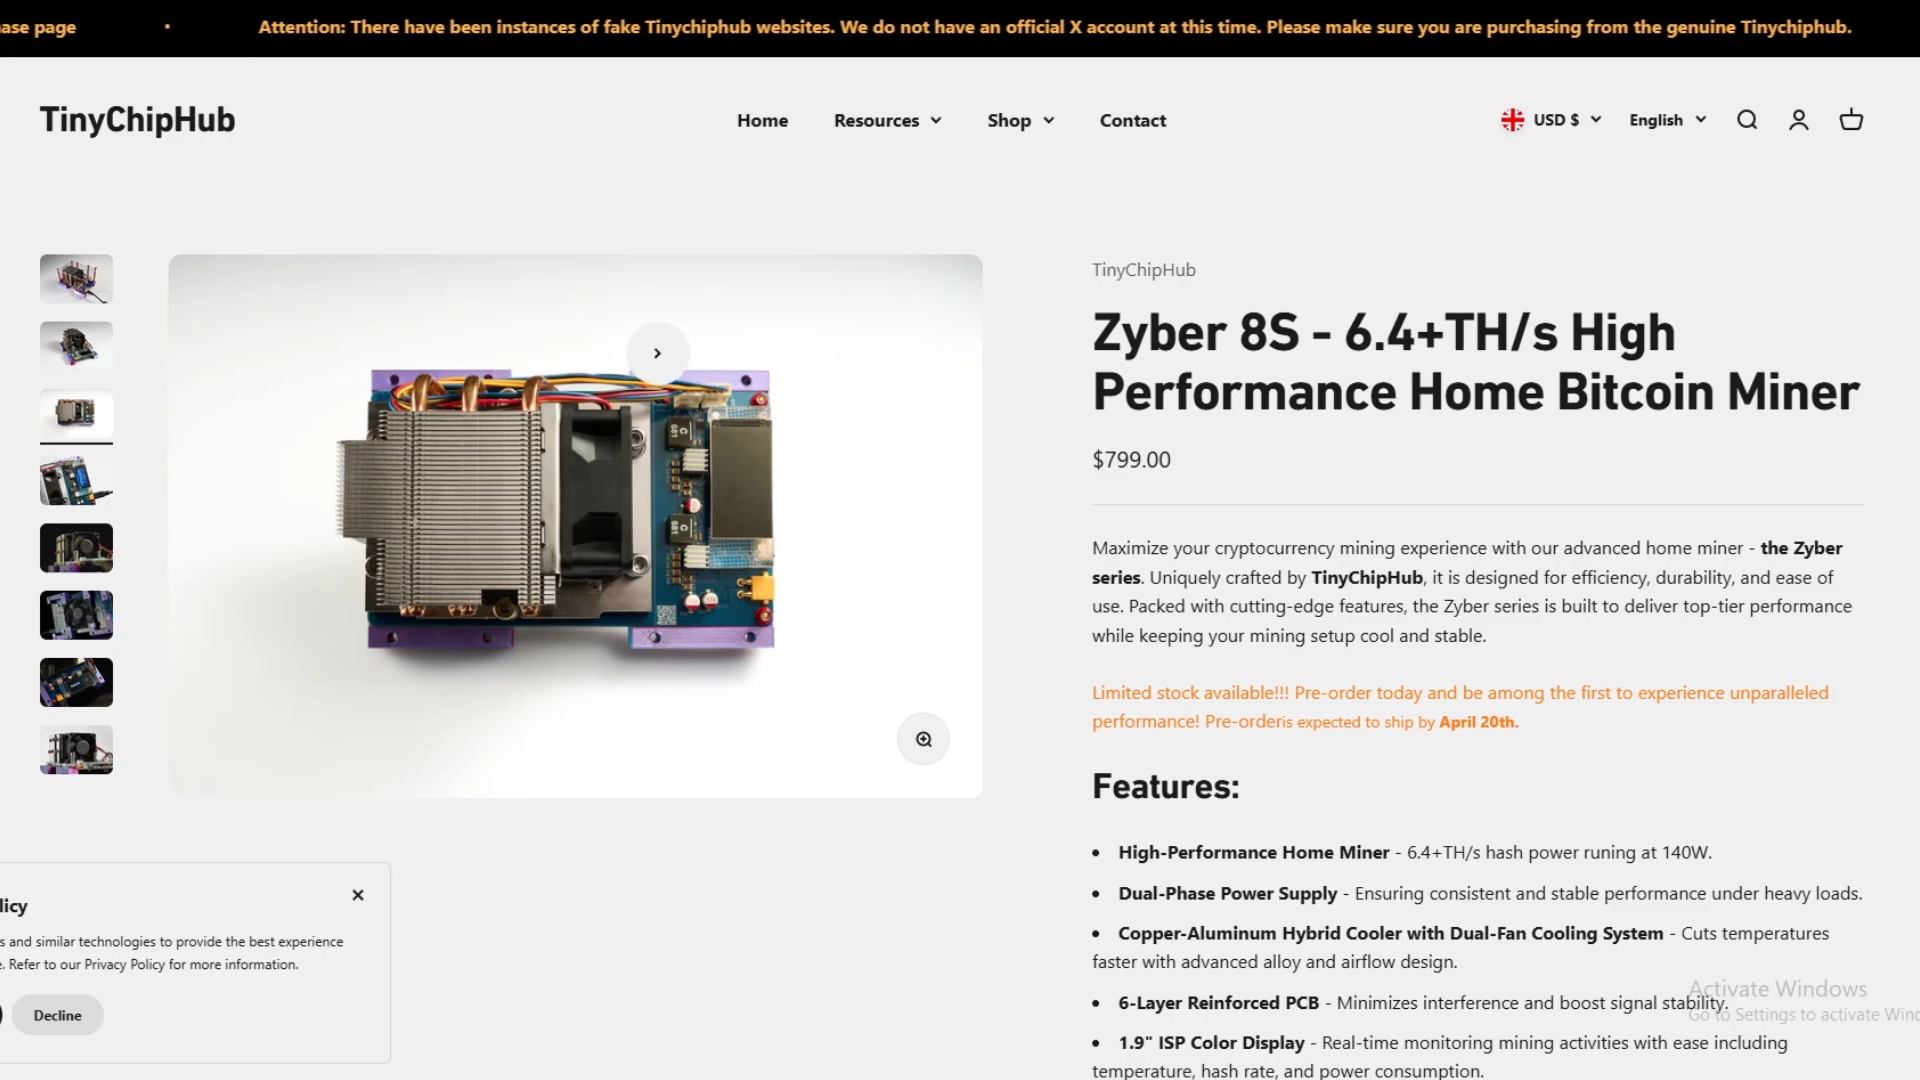 ase page • Attention: There have been instances of fake Tinychiphub websites. We do not have an official X account at this time. Please make sure you are purchasing from the genuine Tinychiphub.
TinyChipHub
Home Resources Shop Contact
USD $ English
TinyChipHub
Zyber 8S - 6.4+TH/s High
Performance Home Bitcoin Miner
$799.00
Maximize your cryptocurrency mining experience with our advanced home miner - the Zyber
series. Uniquely crafted by TinyChipHub, it is designed for efficiency, durability, and ease of
use. Packed with cutting-edge features, the Zyber series is built to deliver top-tier performance
while keeping your mining setup cool and stable.
Limited stock available!!! Pre-order today and be among the first to experience unparalleled
performance! Pre-orderis expected to ship by April 20th.
Features:
• High-Performance Home Miner - 6.4+TH/s hash power runing at 140W.
• Dual-Phase Power Supply - Ensuring consistent and stable performance under heavy loads.
• Copper-Aluminum Hybrid Cooler with Dual-Fan Cooling System - Cuts temperatures
faster with advanced alloy and airflow design.
• 6-Layer Reinforced PCB - Minimizes interference and boost signal stability.
• 1.9" ISP Color Display - Real-time monitoring mining activities with ease including
temperature, hash rate, and power consumption.
licy
s and similar technologies to provide the best experience
e. Refer to our Privacy Policy for more information.
Decline
Activate Windows
Go to Settings to activate Wind